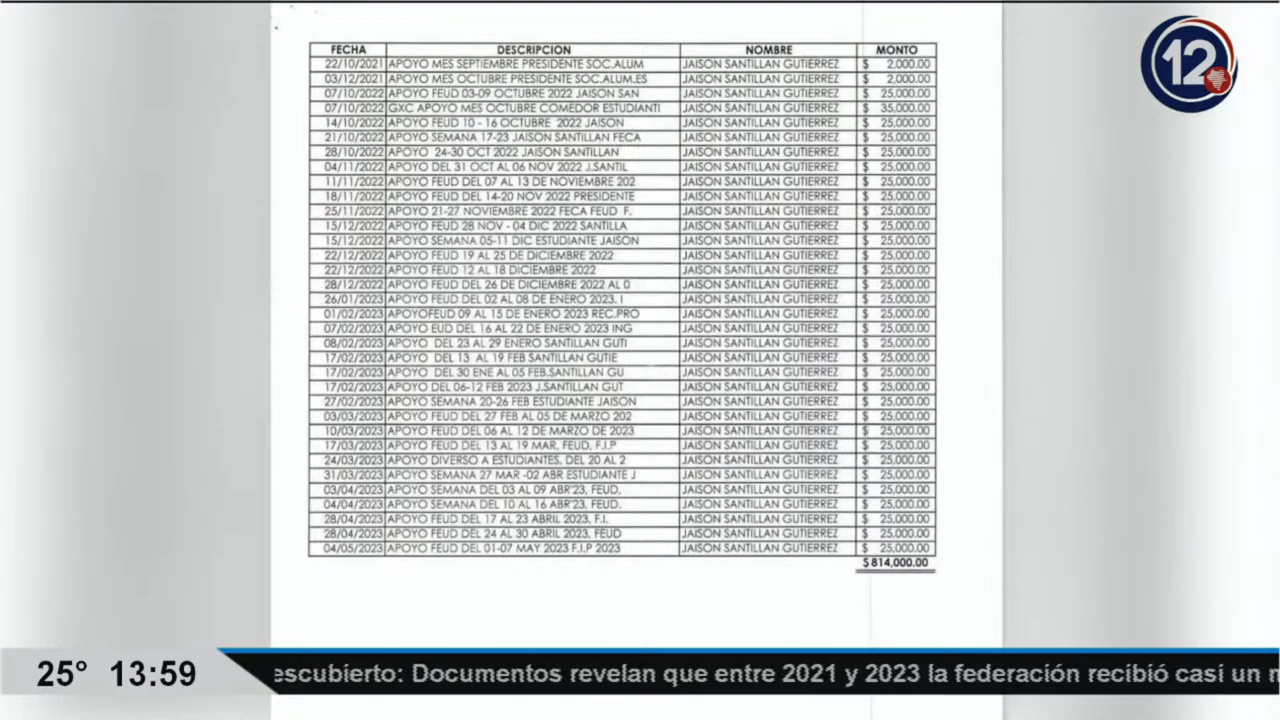 FECHA DESCRIPCION NOMBRE MONTO
22/10/2021 APOYO MES SEPTIEMBRE PRESIDENTE SOC.ALUM JAISON SANTILLAN GUTIERREZ $ 2,000.00
03/12/2021 APOYO MES OCTUBRE PRESIDENTE SOC.ALUM.ES JAISON SANTILLAN GUTIERREZ $ 2,000.00
07/10/2022 APOYO FEUD 03-09 OCTUBRE 2022 JAISON SAN JAISON SANTILLAN GUTIERREZ $ 25,000.00
07/10/2022 GXC APOYO MES OCTUBRE COMEDOR ESTUDIANTI JAISON SANTILLAN GUTIERREZ $ 35,000.00
14/10/2022 APOYO FEUD 10 - 16 OCTUBRE 2022 JAISON JAISON SANTILLAN GUTIERREZ $ 25,000.00
21/10/2022 APOYO SEMANA 17-23 JAISON SANTILLAN FECA JAISON SANTILLAN GUTIERREZ $ 25,000.00
28/10/2022 APOYO 24-30 OCT 2022 JAISON SANTILLAN JAISON SANTILLAN GUTIERREZ $ 25,000.00
04/11/2022 APOYO DEL 31 OCT AL 06 NOV 2022 J.SANTIL JAISON SANTILLAN GUTIERREZ $ 25,000.00
11/11/2022 APOYO FEUD DEL 07 AL 13 DE NOVIEMBRE 202 JAISON SANTILLAN GUTIERREZ $ 25,000.00
18/11/2022 APOYO FEUD DEL 14-20 NOV 2022 PRESIDENTE JAISON SANTILLAN GUTIERREZ $ 25,000.00
25/11/2022 APOYO 21-27 NOVIEMBRE 2022 FECA FEUD F. JAISON SANTILLAN GUTIERREZ $ 25,000.00
15/12/2022 APOYO FEUD 28 NOV - 04 DIC 2022 SANTILLA JAISON SANTILLAN GUTIERREZ $ 25,000.00
15/12/2022 APOYO SEMANA 05-11 DIC ESTUDIANTE JAISON JAISON SANTILLAN GUTIERREZ $ 25,000.00
22/12/2022 APOYO FEUD 19 AL 25 DE DICIEMBRE 2022 JAISON SANTILLAN GUTIERREZ $ 25,000.00
22/12/2022 APOYO FEUD 12 AL 18 DICIEMBRE 2022 JAISON SANTILLAN GUTIERREZ $ 25,000.00
28/12/2022 APOYO FEUD DEL 26 DE DICIEMBRE 2022 AL 0 JAISON SANTILLAN GUTIERREZ $ 25,000.00
26/01/2023 APOYO FEUD DEL 02 AL 08 DE ENERO 2023. I JAISON SANTILLAN GUTIERREZ $ 25,000.00
01/02/2023 APOYOFEUD 09 AL 15 DE ENERO 2023 REC.PRO JAISON SANTILLAN GUTIERREZ $ 25,000.00
07/02/2023 APOYO EUD DEL 16 AL 22 DE ENERO 2023 ING JAISON SANTILLAN GUTIERREZ $ 25,000.00
08/02/2023 APOYO DEL 23 AL 29 ENERO SANTILLAN GUTI JAISON SANTILLAN GUTIERREZ $ 25,000.00
17/02/2023 APOYO DEL 13 AL 19 FEB SANTILLAN GUTIE JAISON SANTILLAN GUTIERREZ $ 25,000.00
17/02/2023 APOYO DEL 30 ENE AL 05 FEB.SANTILLAN GU JAISON SANTILLAN GUTIERREZ $ 25,000.00
17/02/2023 APOYO DEL 06-12 FEB 2023 J.SANTILLAN GUT JAISON SANTILLAN GUTIERREZ $ 25,000.00
27/02/2023 APOYO SEMANA 20-26 FEB ESTUDIANTE JAISON JAISON SANTILLAN GUTIERREZ $ 25,000.00
03/03/2023 APOYO FEUD DEL 27 FEB AL 05 DE MARZO 202 JAISON SANTILLAN GUTIERREZ $ 25,000.00
10/03/2023 APOYO FEUD DEL 06 AL 12 DE MARZO DE 2023 JAISON SANTILLAN GUTIERREZ $ 25,000.00
17/03/2023 APOYO FEUD DEL 13 AL 19 MAR, FEUD, F.I.P JAISON SANTILLAN GUTIERREZ $ 25,000.00
24/03/2023 APOYO DIVERSO A ESTUDIANTES, DEL 20 AL 2 JAISON SANTILLAN GUTIERREZ $ 25,000.00
31/03/2023 APOYO SEMANA 27 MAR -02 ABR ESTUDIANTE J JAISON SANTILLAN GUTIERREZ $ 25,000.00
03/04/2023 APOYO SEMANA DEL 03 AL 09 ABR'23, FEUD, JAISON SANTILLAN GUTIERREZ $ 25,000.00
04/04/2023 APOYO SEMANA DEL 10 AL 16 ABR'23, FEUD. JAISON SANTILLAN GUTIERREZ $ 25,000.00
28/04/2023 APOYO FEUD DEL 17 AL 23 ABRIL 2023, F.I. JAISON SANTILLAN GUTIERREZ $ 25,000.00
28/04/2023 APOYO FEUD DEL 24 AL 30 ABRIL 2023, FEUD JAISON SANTILLAN GUTIERREZ $ 25,000.00
04/05/2023 APOYO FEUD DEL 01-07 MAY 2023 F.I.P 2023 JAISON SANTILLAN GUTIERREZ $ 25,000.00
$ 814,000.00
12
25° 13:59 escubierto: Documentos revelan que entre 2021 y 2023 la federación recibió casi un m